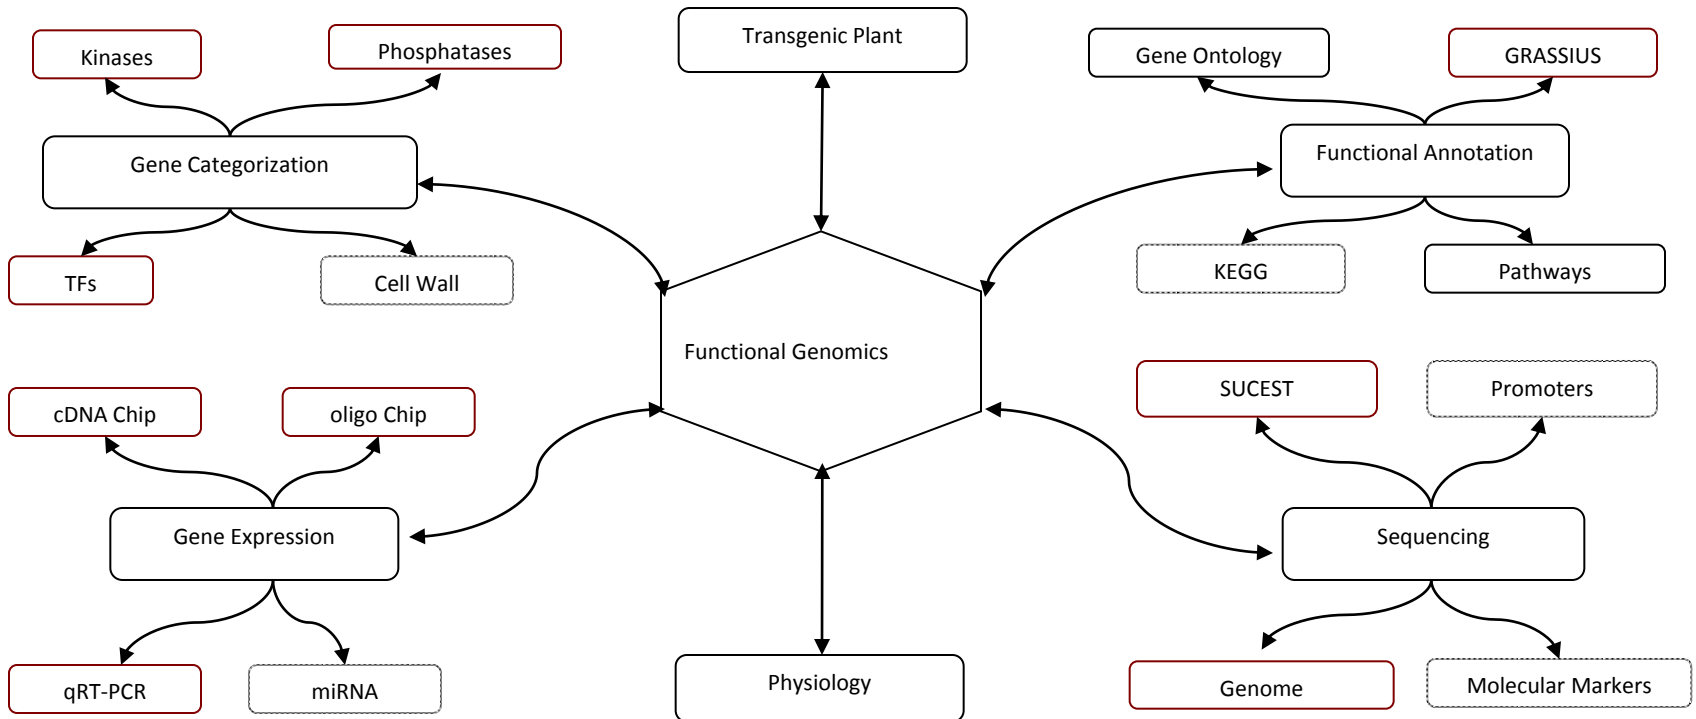 Transgenic Plant
Kinases
Phosphatases
Gene Ontology
GRASSIUS
Gene Categorization
Functional Annotation
TFs
Cell Wall
KEGG
Pathways
Functional Genomics
cDNA Chip
oligo Chip
SUCEST
Promoters
Gene Expression
Sequencing
qRT-PCR
miRNA
Physiology
Genome
Molecular Markers